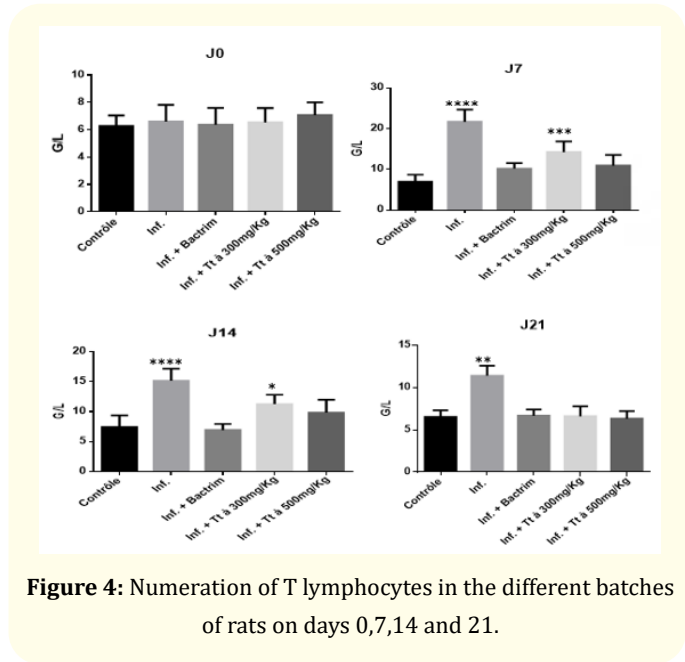 J0
10
8
6
4
2
0
G/L
Contrôle
Inf.
Inf. + Bactrim
Inf. + Tt à 300mg/Kg
Inf. + Tt à 500mg/Kg
J7
30
20
10
0
G/L
****
***
Contrôle
Inf.
Inf. + Bactrim
Inf. + Tt à 300mg/Kg
Inf. + Tt à 500mg/Kg
J14
20
15
10
5
0
G/L
****
*
Contrôle
Inf.
Inf. + Bactrim
Inf. + Tt à 300mg/Kg
Inf. + Tt à 500mg/Kg
J21
15
10
5
0
G/L
**
Contrôle
Inf.
Inf. + Bactrim
Inf. + Tt à 300mg/Kg
Inf. + Tt à 500mg/Kg
Figure 4: Numeration of T lymphocytes in the different batches
of rats on days 0,7,14 and 21.